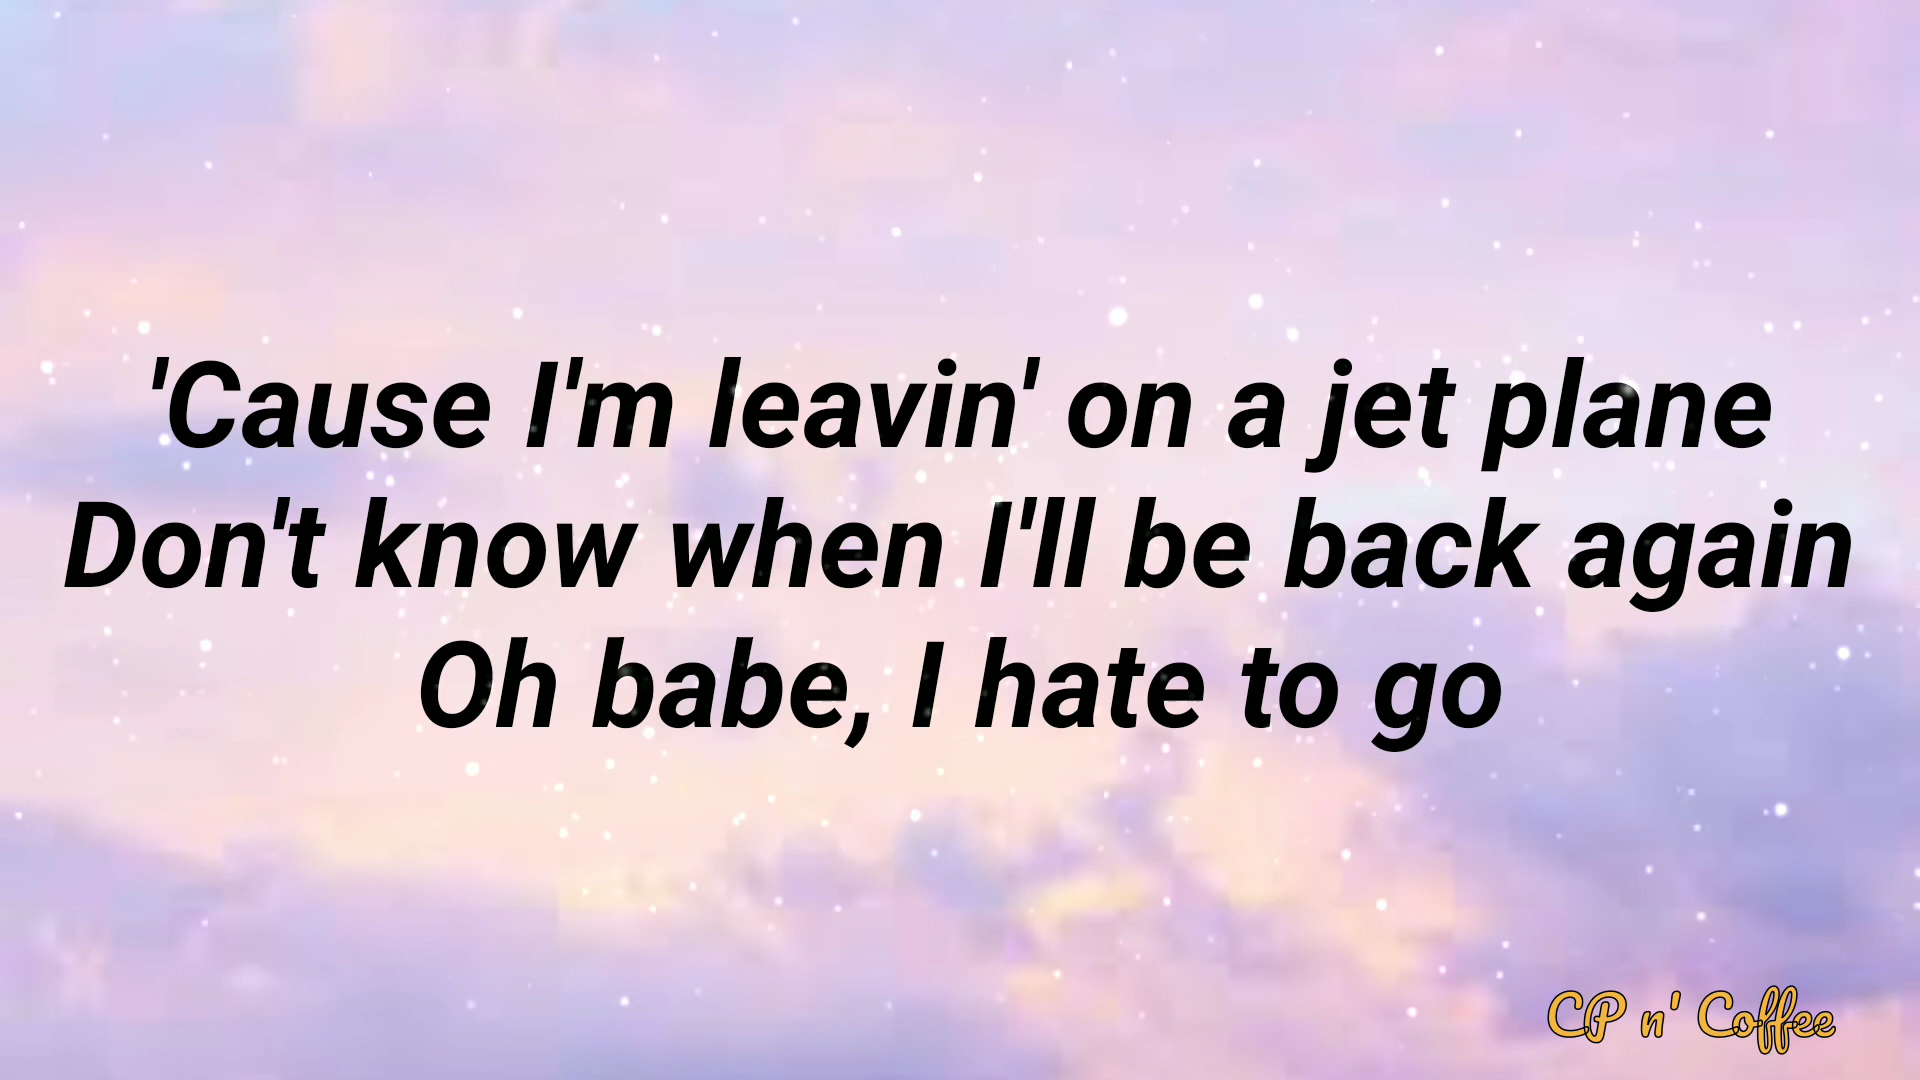 'Cause I'm leavin' on a jet plane
Don't know when I'll be back again
Oh babe, I hate to go
CP n' Coffee